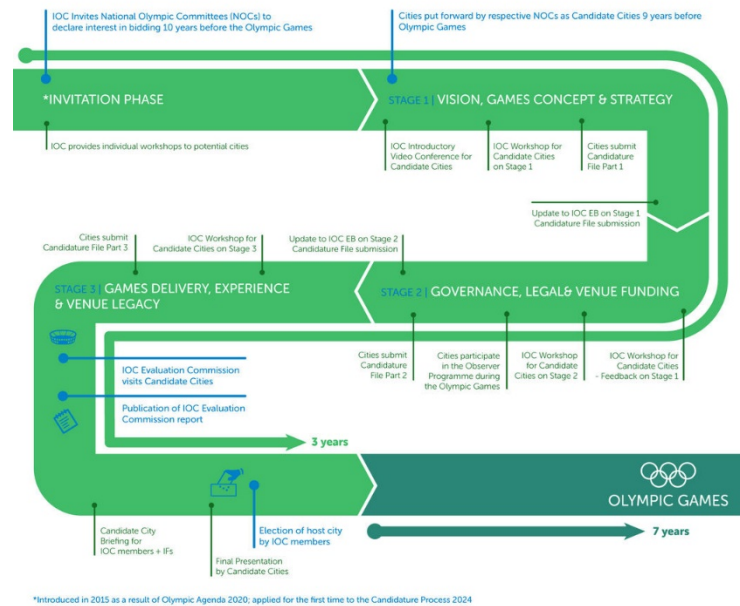 IOC Invites National Olympic Committees (NOCs) to
declare interest in bidding 10 years before the Olympic Games
Cities put forward by respective NOCs as Candidate Cities 9 years before
Olympic Games
*INVITATION PHASE
STAGE 1 | VISION, GAMES CONCEPT & STRATEGY
IOC provides individual workshops to potential cities
IOC Introductory
Video Conference for
Candidate Cities
IOC Workshop for
Candidate Cities
on Stage 1
Cities submit
Candidature
File Part 1
Update to IOC EB on Stage 1
Candidature File submission
Cities submit
Candidature File Part 3
IOC Workshop for
Candidate Cities on Stage 3
Update to IOC EB on Stage 2
Candidature File submission
STAGE 3 | GAMES DELIVERY, EXPERIENCE
& VENUE LEGACY
STAGE 2 | GOVERNANCE, LEGAL& VENUE FUNDING
Cities submit
Candidature
File Part 2
Cities participate
in the Observer
Programme during
the Olympic Games
IOC Workshop
for Candidate
Cities on Stage 2
IOC Workshop for
Candidate Cities
- Feedback on Stage 1
IOC Evaluation Commission
visits Candidate Cities
Publication of IOC Evaluation
Commission report
3 years
OLYMPIC GAMES
7 years
Candidate City
Briefing for
IOC members + IFs
Final Presentation
by Candidate Cities
Election of host city
by IOC members
*Introduced in 2015 as a result of Olympic Agenda 2020; applied for the first time to the Candidature Process 2024